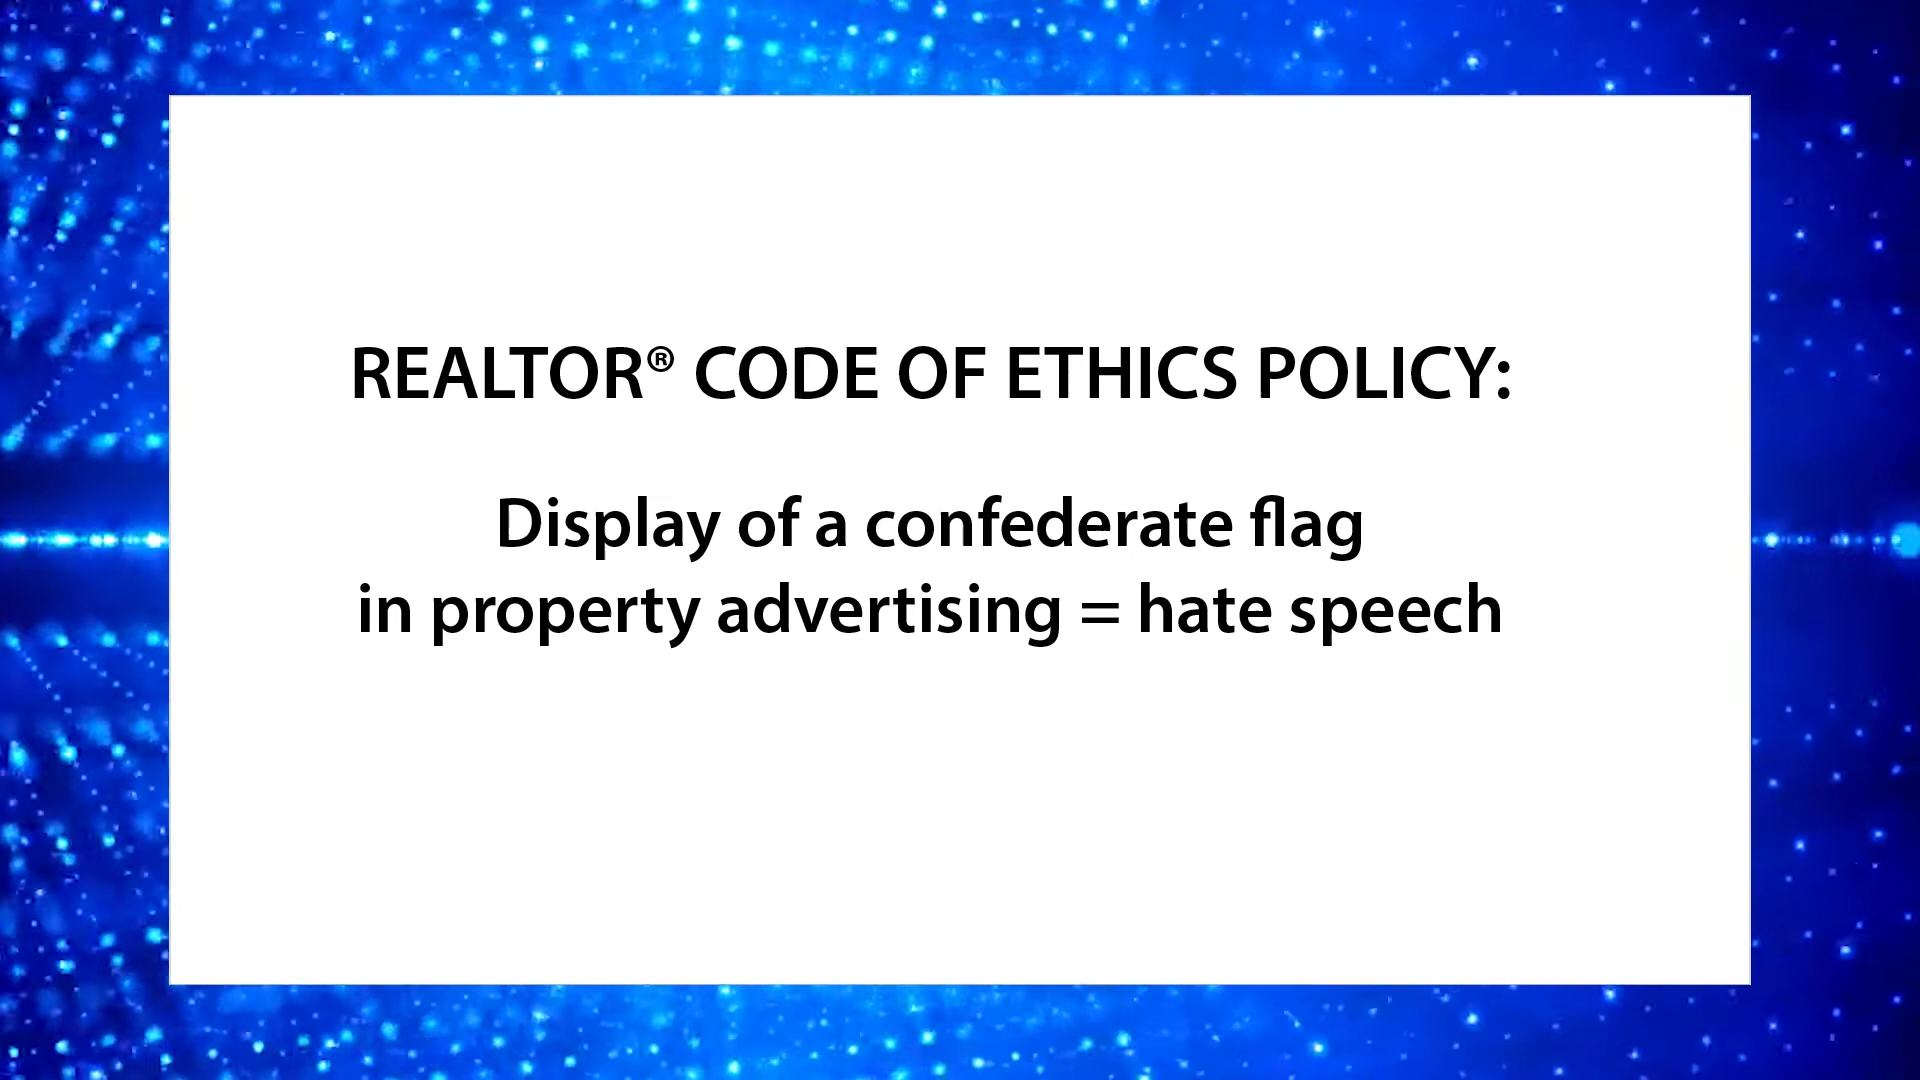 REALTOR® CODE OF ETHICS POLICY:
Display of a confederate flag
in property advertising = hate speech